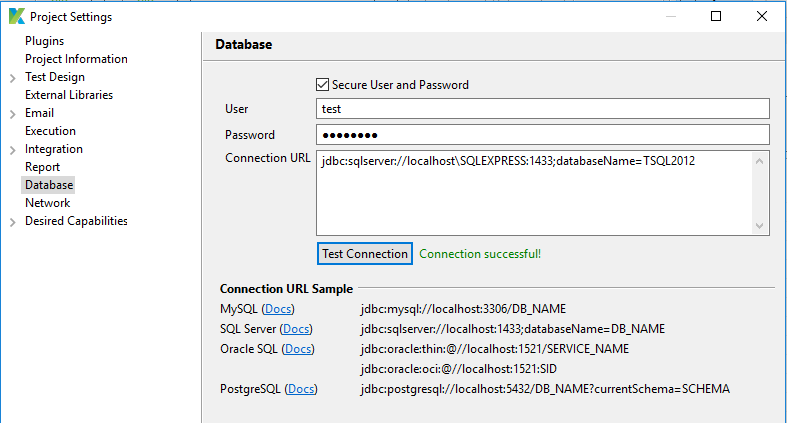 Project Settings
Plugins
Project Information
Test Design
External Libraries
Email
Execution
Integration
Report
Database
Network
Desired Capabilities
Database
Secure User and Password
User test
Password ●●●●●●●●
Connection URL jdbc:sqlserver://localhost\SQLEXPRESS:1433;databaseName=TSQL2012
Test Connection Connection successful!
Connection URL Sample
MySQL (Docs) jdbc:mysql://localhost:3306/DB_NAME
SQL Server (Docs) jdbc:sqlserver://localhost:1433;databaseName=DB_NAME
Oracle SQL (Docs) jdbc:oracle:thin:@//localhost:1521/SERVICE_NAME
jdbc:oracle:oci:@//localhost:1521:SID
PostgreSQL (Docs) jdbc:postgresql://localhost:5432/DB_NAME?currentSchema=SCHEMA